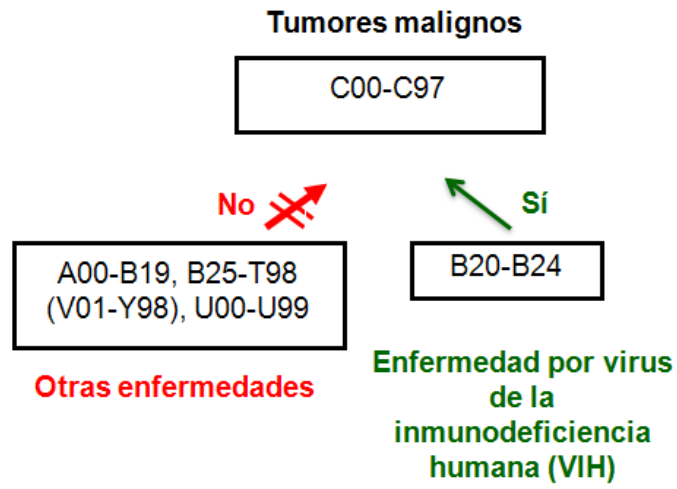 Tumores malignos
C00-C97
No
Sí
A00-B19, B25-T98
(V01-Y98), U00-U99
B20-B24
Otras enfermedades
Enfermedad por virus
de la
inmunodeficiencia
humana (VIH)